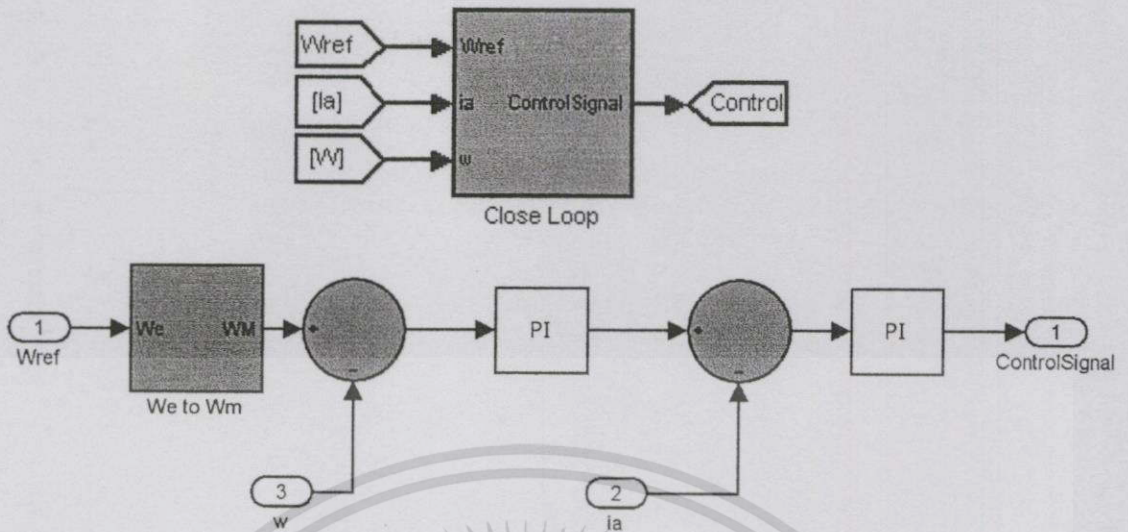 Wref
Wref
[Ia]
ia
ControlSignal
Control
[W]
w
Close Loop
1
Wref
We
WM
We to Wm
+
-
PI
+
-
PI
1
ControlSignal
3
w
2
ia